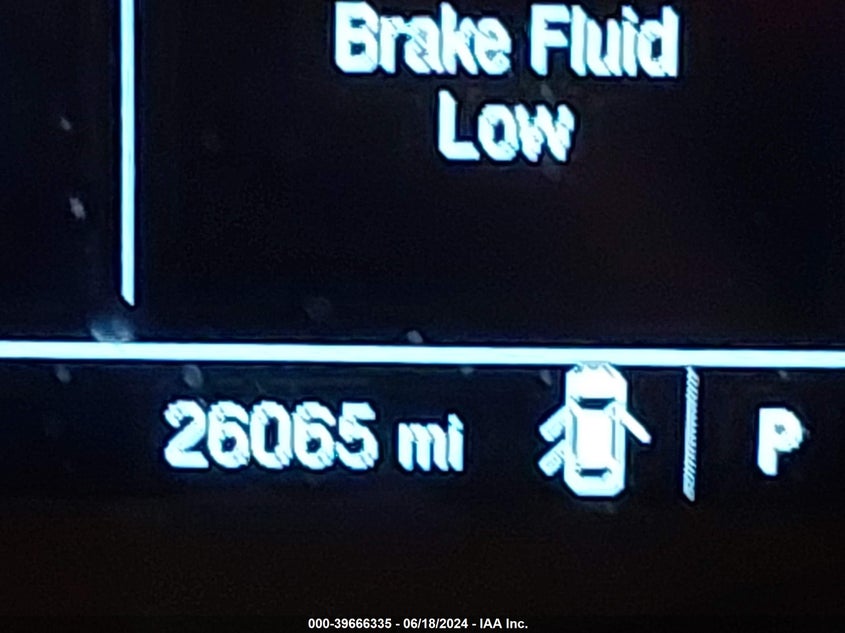 Brake Fluid
Low
26065 mi P
000-39666335 - 06/18/2024 - IAA Inc.